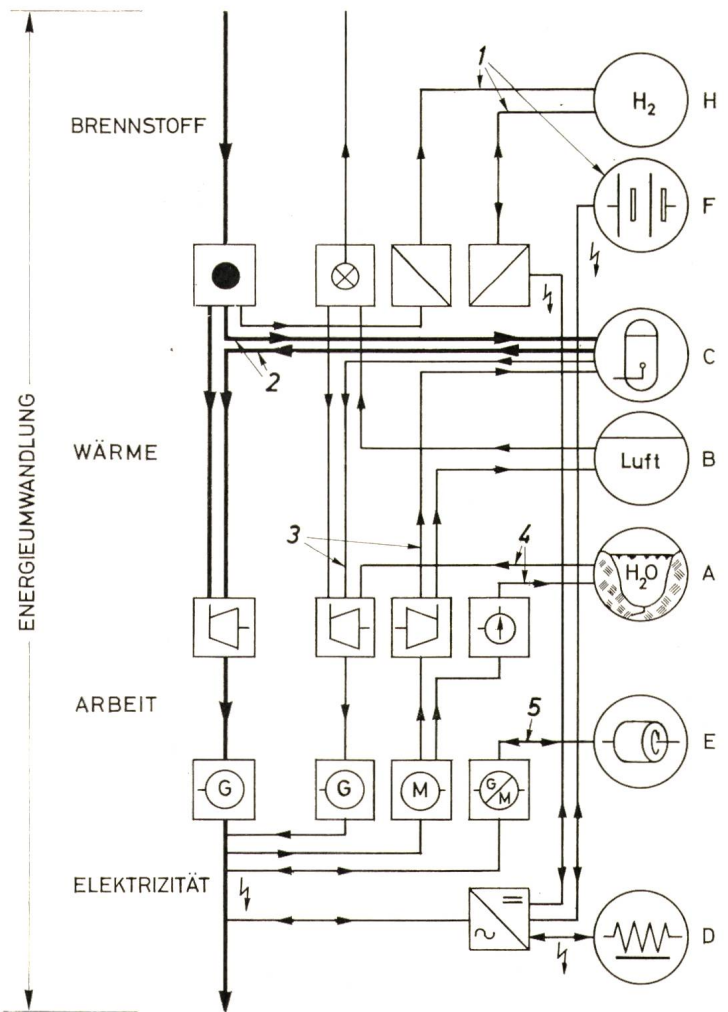 1
H₂
H
BRENNSTOFF
F
2
C
ENERGIEUMWANDLUNG
WÄRME
Luft
B
3
4
H₂O
A
ARBEIT
5
E
G
G
M
G/M
ELEKTRIZITÄT
D